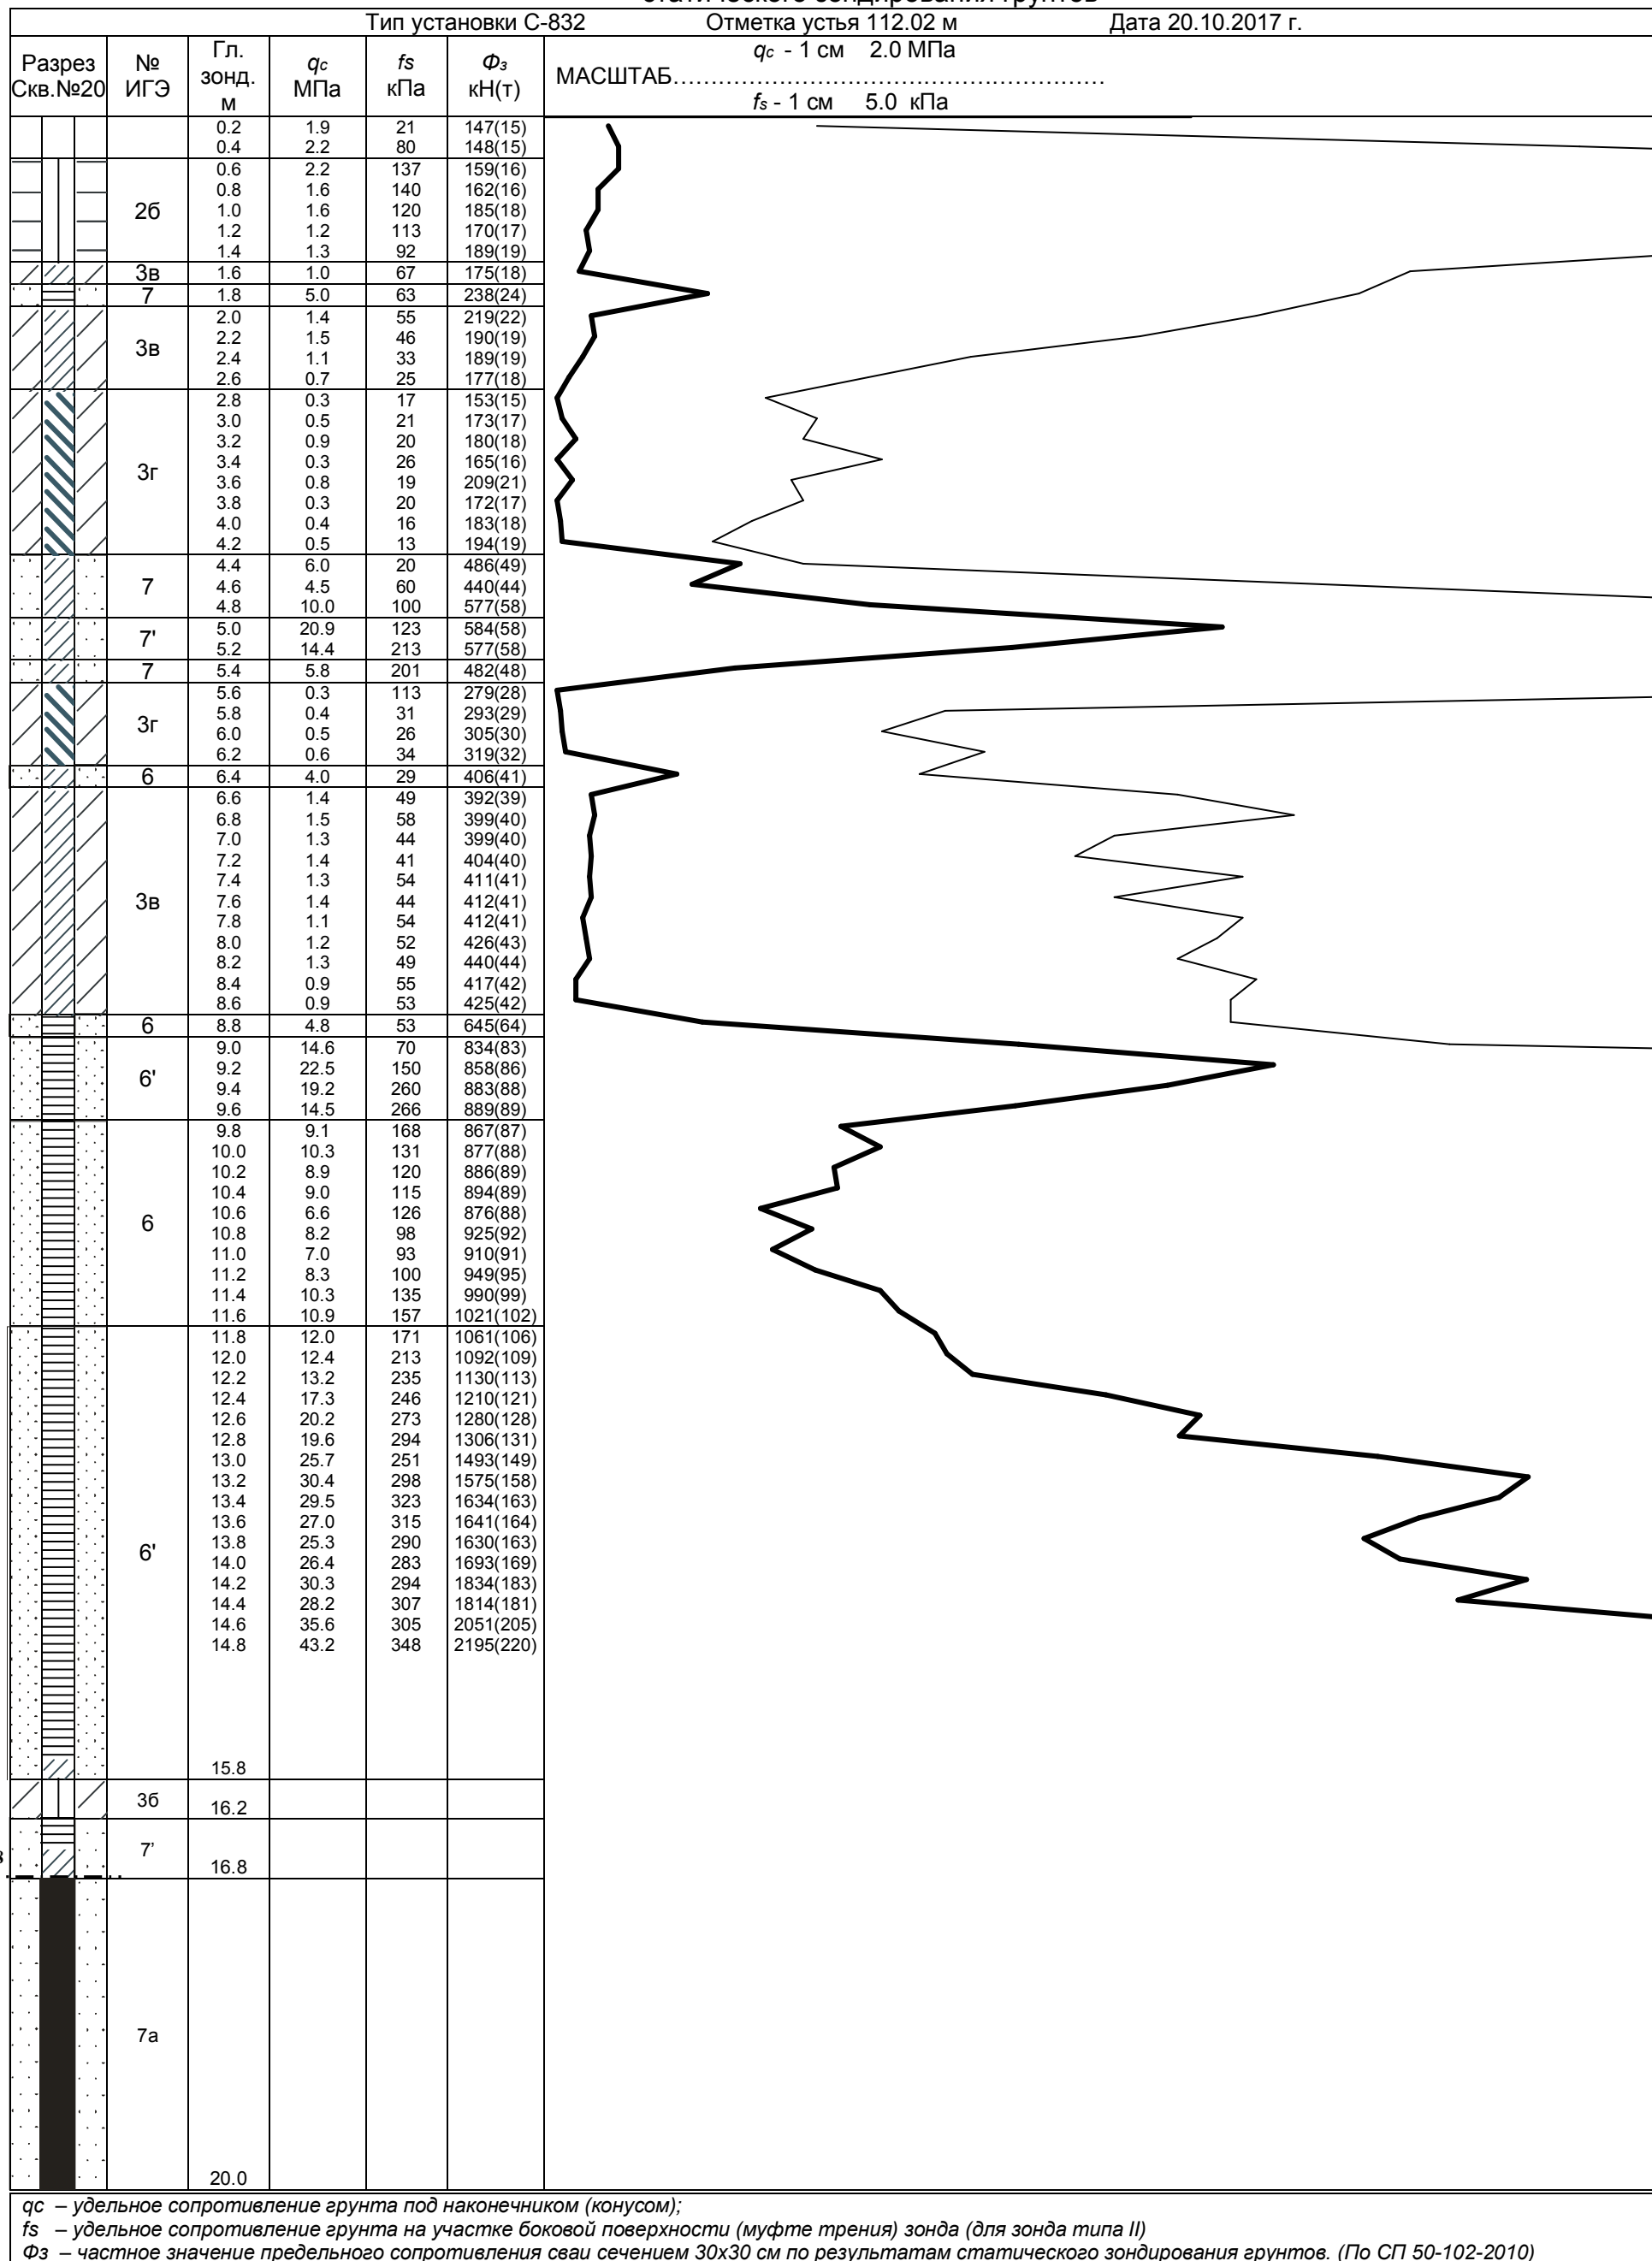 Тип установки С-832 Отметка устья 112.02 м Дата 20.10.2017 г.
Разрез Скв.№20 № ИГЭ Гл. зонд. м qc МПа fs кПа Фз кН(т)
qc - 1 см 2.0 МПа
МАСШТАБ……………………………………………………
fs - 1 см 5.0 кПа
0.2 1.9 21 147(15)
0.4 2.2 80 148(15)
2б
0.6 2.2 137 159(16)
0.8 1.6 140 162(16)
1.0 1.6 120 185(18)
1.2 1.2 113 170(17)
1.4 1.3 92 189(19)
3в 1.6 1.0 67 175(18)
7 1.8 5.0 63 238(24)
3в
2.0 1.4 55 219(22)
2.2 1.5 46 190(19)
2.4 1.1 33 189(19)
2.6 0.7 25 177(18)
3г
2.8 0.3 17 153(15)
3.0 0.5 21 173(17)
3.2 0.9 20 180(18)
3.4 0.3 26 165(16)
3.6 0.8 19 209(21)
3.8 0.3 20 172(17)
4.0 0.4 16 183(18)
4.2 0.5 13 194(19)
7
4.4 6.0 20 486(49)
4.6 4.5 60 440(44)
4.8 10.0 100 577(58)
7'
5.0 20.9 123 584(58)
5.2 14.4 213 577(58)
7 5.4 5.8 201 482(48)
3г
5.6 0.3 113 279(28)
5.8 0.4 31 293(29)
6.0 0.5 26 305(30)
6.2 0.6 34 319(32)
6 6.4 4.0 29 406(41)
3в
6.6 1.4 49 392(39)
6.8 1.5 58 399(40)
7.0 1.3 44 399(40)
7.2 1.4 41 404(40)
7.4 1.3 54 411(41)
7.6 1.4 44 412(41)
7.8 1.1 54 412(41)
8.0 1.2 52 426(43)
8.2 1.3 49 440(44)
8.4 0.9 55 417(42)
8.6 0.9 53 425(42)
6 8.8 4.8 53 645(64)
6'
9.0 14.6 70 834(83)
9.2 22.5 150 858(86)
9.4 19.2 260 883(88)
9.6 14.5 266 889(89)
6
9.8 9.1 168 867(87)
10.0 10.3 131 877(88)
10.2 8.9 120 886(89)
10.4 9.0 115 894(89)
10.6 6.6 126 876(88)
10.8 8.2 98 925(92)
11.0 7.0 93 910(91)
11.2 8.3 100 949(95)
11.4 10.3 135 990(99)
11.6 10.9 157 1021(102)
6'
11.8 12.0 171 1061(106)
12.0 12.4 213 1092(109)
12.2 13.2 235 1130(113)
12.4 17.3 246 1210(121)
12.6 20.2 273 1280(128)
12.8 19.6 294 1306(131)
13.0 25.7 251 1493(149)
13.2 30.4 298 1575(158)
13.4 29.5 323 1634(163)
13.6 27.0 315 1641(164)
13.8 25.3 290 1630(163)
14.0 26.4 283 1693(169)
14.2 30.3 294 1834(183)
14.4 28.2 307 1814(181)
14.6 35.6 305 2051(205)
14.8 43.2 348 2195(220)
15.8
3б 16.2
7' 16.8
7а
20.0
qc – удельное сопротивление грунта под наконечником (конусом);
fs – удельное сопротивление грунта на участке боковой поверхности (муфте трения) зонда (для зонда типа II)
Фз – частное значение предельного сопротивления сваи сечением 30х30 см по результатам статического зондирования грунтов. (По СП 50-102-2010)